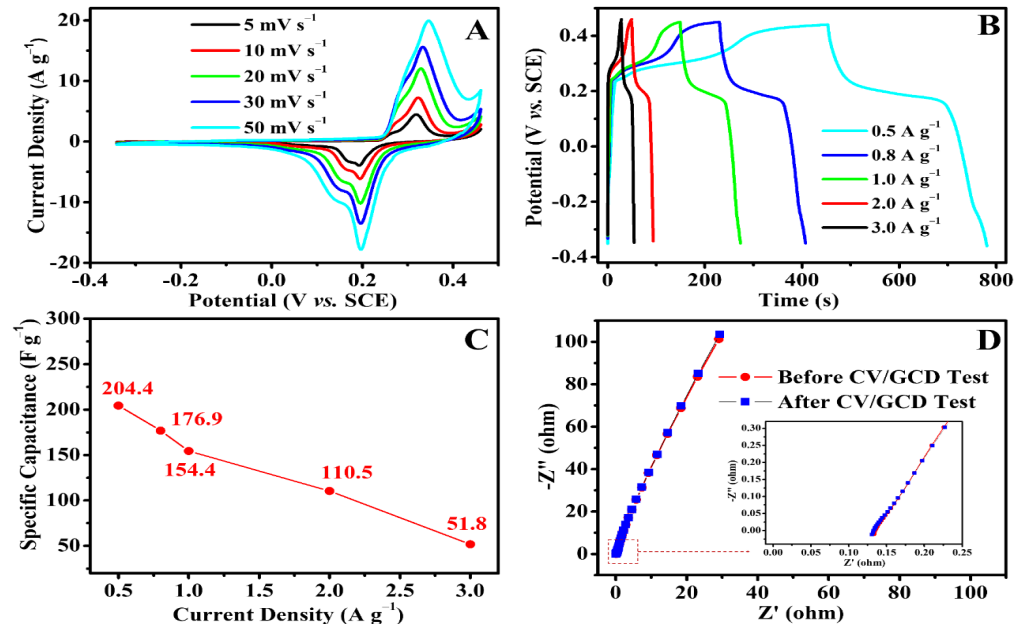 A
5 mV s⁻¹
10 mV s⁻¹
20 mV s⁻¹
30 mV s⁻¹
50 mV s⁻¹
Current Density (A g⁻¹)
20
10
0
-10
-20
-0.4
-0.2
0.0
0.2
0.4
Potential (V vs. SCE)
B
Potential (V vs. SCE)
0.4
0.2
0.0
-0.2
-0.4
0.5 A g⁻¹
0.8 A g⁻¹
1.0 A g⁻¹
2.0 A g⁻¹
3.0 A g⁻¹
0
200
400
600
800
Time (s)
C
Specific Capacitance (F g⁻¹)
300
250
200
150
100
50
204.4
176.9
154.4
110.5
51.8
0.5
1.0
1.5
2.0
2.5
3.0
Current Density (A g⁻¹)
D
-Z" (ohm)
100
80
60
40
20
0
Before CV/GCD Test
After CV/GCD Test
-Z" (ohm)
0.30
0.25
0.20
0.15
0.10
0.05
0.00
0.00
0.05
0.10
0.15
0.20
0.25
Z' (ohm)
0
20
40
60
80
100
Z' (ohm)